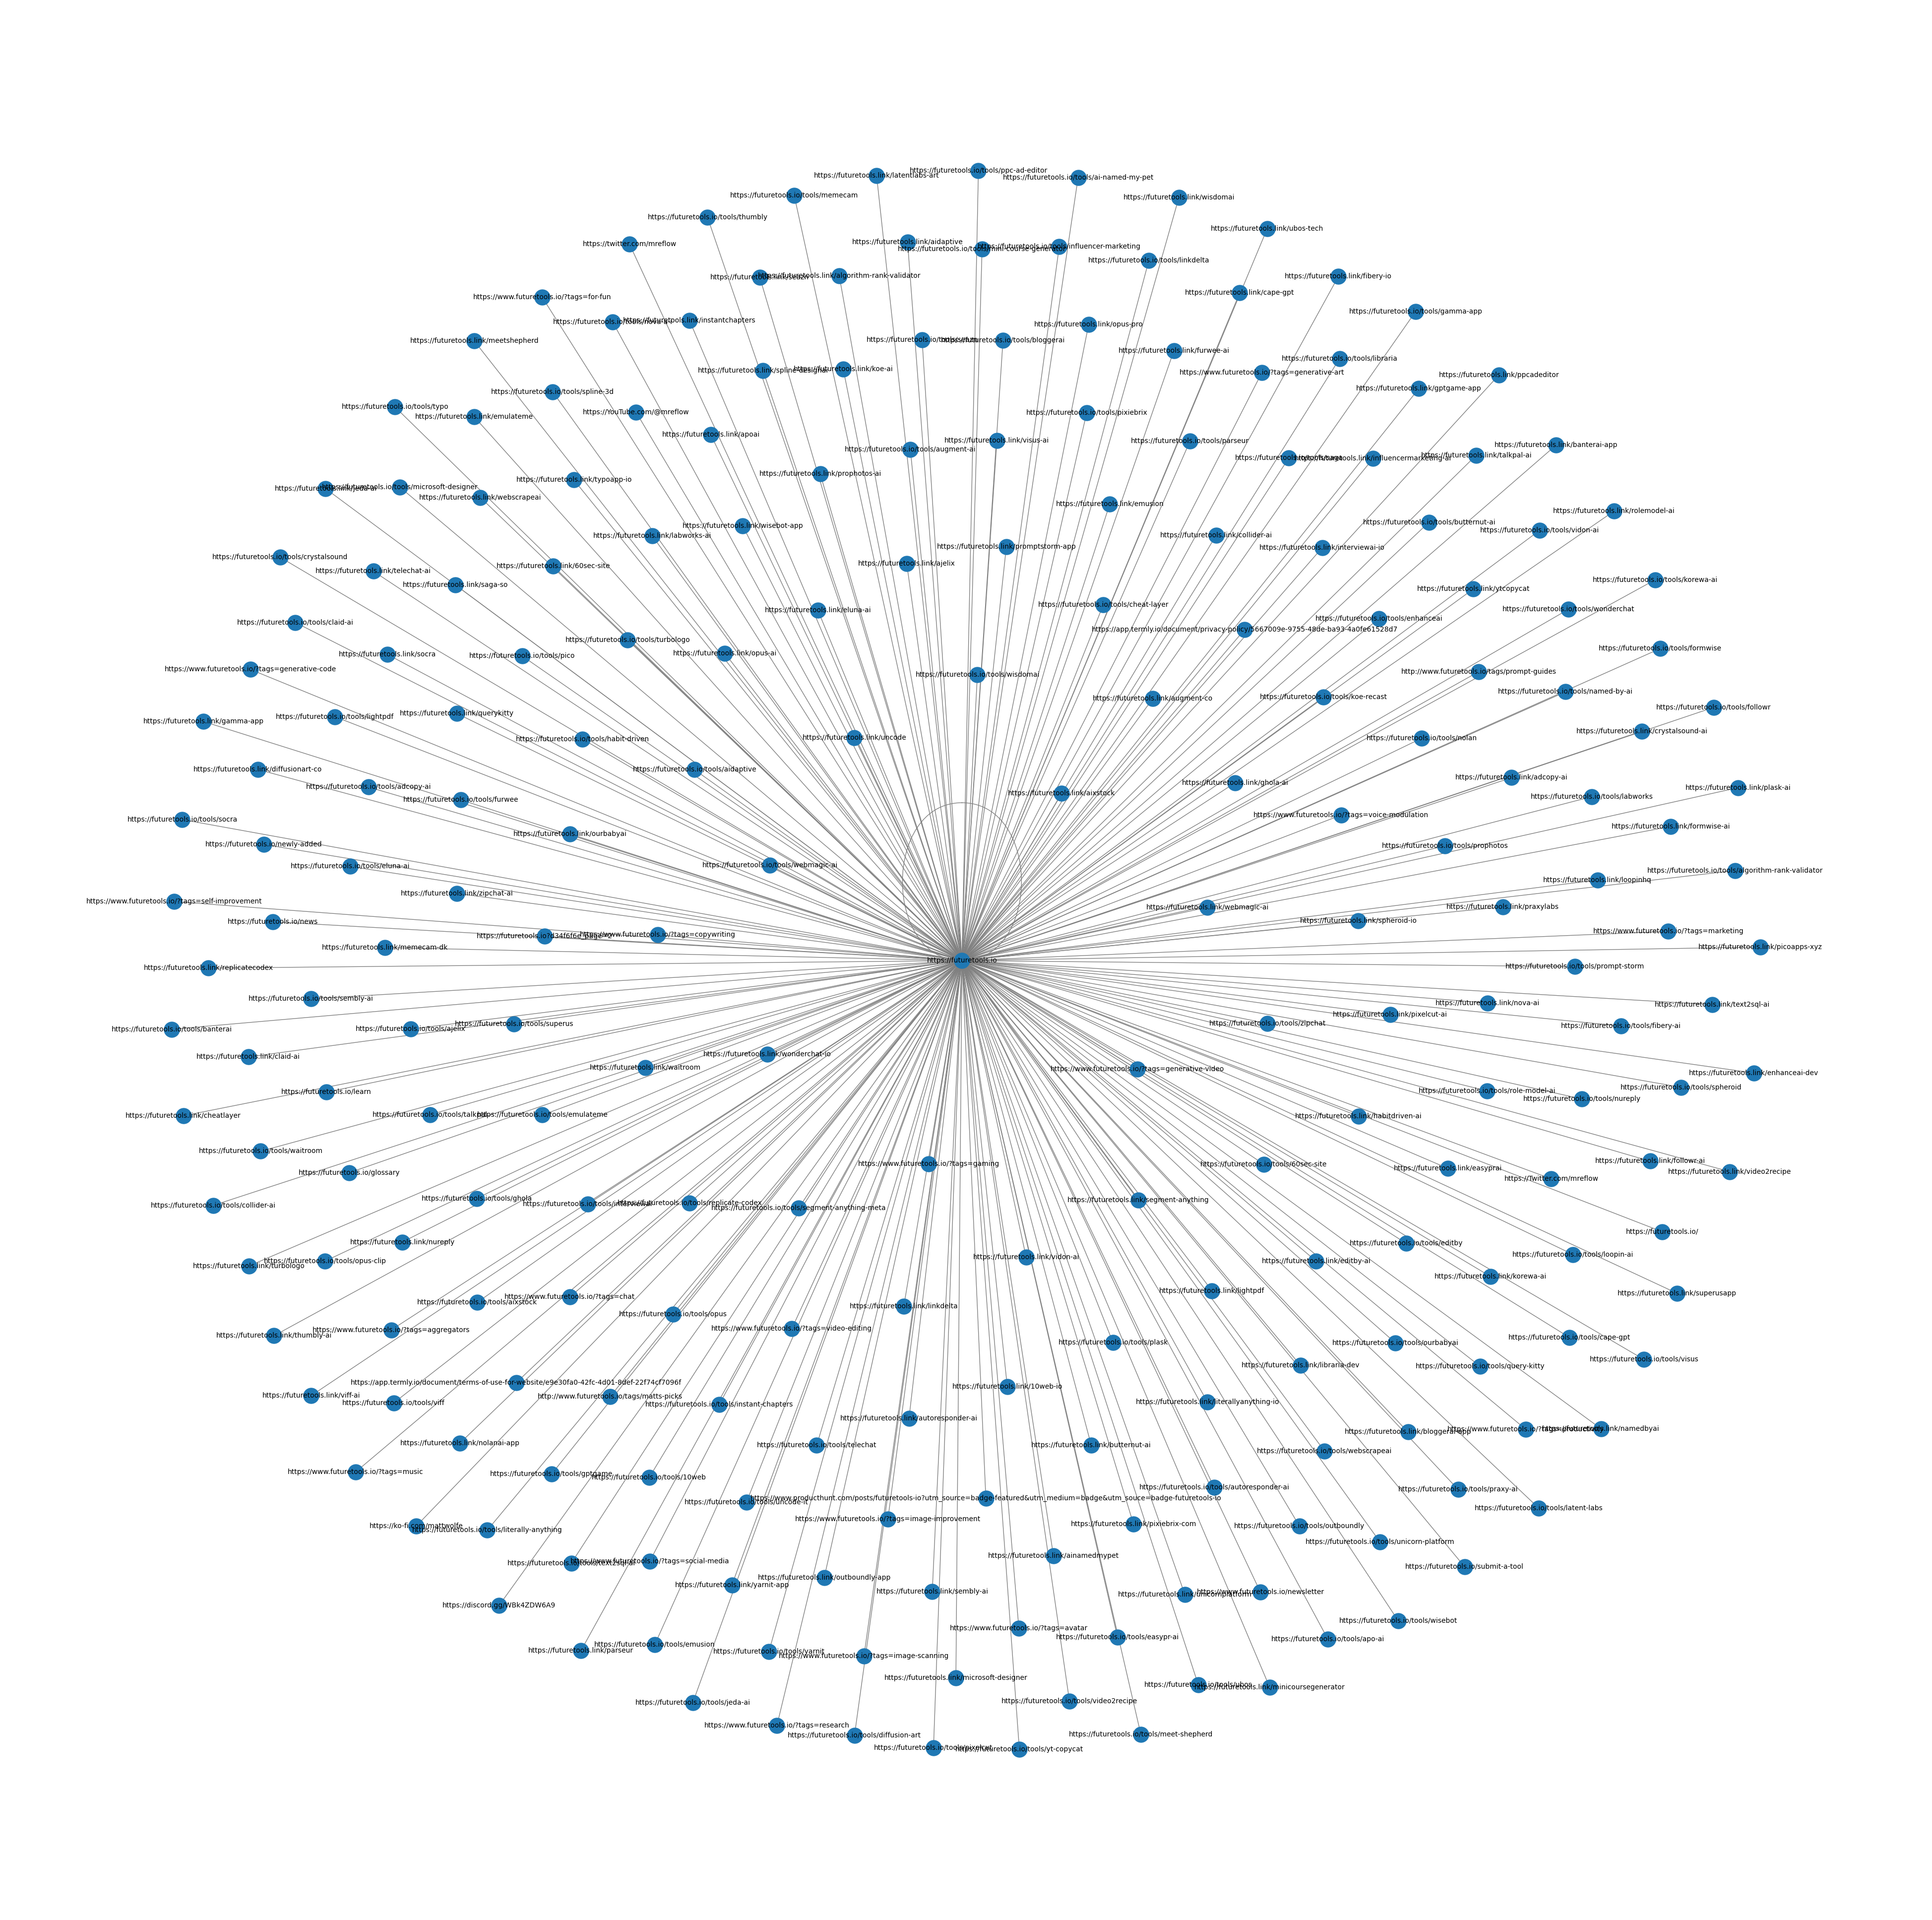 https://futuretools.io/tools/ppc-ad-editor
https://futuretools.link/latentlabs-art
https://futuretools.io/tools/ai-named-my-pet
https://futuretools.io/tools/memecam
https://futuretools.link/wisdomai
https://futuretools.io/tools/thumbly
https://futuretools.link/ubos-tech
https://twitter.com/mreflow
https://futuretools.link/aidaptive
https://futuretools.io/tools/mini-course-generator
https://futuretools.io/tools/influencer-marketing
https://futuretools.io/tools/linkdelta
https://futuretools.link/algorithm-rank-validator
https://futuretools.link/fibery-io
https://futuretools.link/cape-gpt
https://www.futuretools.io/?tags=for-fun
https://futuretools.io/tools/gamma-app
https://futuretools.link/instantchapters
https://futuretools.link/opus-pro
https://futuretools.link/meetshepherd
https://futuretools.io/tools/bloggerai
https://futuretools.link/furwee-ai
https://futuretools.io/tools/libraria
https://futuretools.link/koe-ai
https://www.futuretools.io/?tags=generative-art
https://futuretools.link/ppcadeditor
https://futuretools.link/gptgame-app
https://futuretools.io/tools/spline-3d
https://futuretools.io/tools/typo
https://YouTube.com/@mreflow
https://futuretools.io/tools/pixiebrix
https://futuretools.link/emulateme
https://futuretools.link/apoai
https://futuretools.link/visus-ai
https://futuretools.io/tools/parseur
https://futuretools.link/banterai-app
https://futuretools.io/tools/augment-ai
https://futuretools.link/talkpal-ai
https://futuretools.link/influencermarketing-ai
https://futuretools.link/prophotos-ai
https://futuretools.link/typoapp-io
https://futuretools.io/tools/microsoft-designer
https://futuretools.link/jeda-ai
https://futuretools.link/webscrapeai
https://futuretools.link/emusion
https://futuretools.link/rolemodel-ai
https://futuretools.io/tools/butternut-ai
https://futuretools.link/wisebot-app
https://futuretools.io/tools/vidon-ai
https://futuretools.link/labworks-ai
https://futuretools.link/collider-ai
https://futuretools.link/promptstorm-app
https://futuretools.link/interviewai-io
https://futuretools.io/tools/crystalsound
https://futuretools.link/ajelix
https://futuretools.link/60sec-site
https://futuretools.link/telechat-ai
https://futuretools.io/tools/korewa-ai
https://futuretools.link/saga-so
https://futuretools.link/ytcopycat
https://futuretools.io/tools/cheat-layer
https://futuretools.io/tools/wonderchat
https://futuretools.link/eluna-ai
https://futuretools.io/tools/enhanceai
https://futuretools.io/tools/claid-ai
https://app.termly.io/document/privacy-policy/5667009e-9755-48de-ba93-4a0fe61528d7
https://futuretools.io/tools/turbologo
https://futuretools.io/tools/formwise
https://futuretools.link/opus-ai
https://futuretools.link/socra
https://futuretools.io/tools/pico
https://www.futuretools.io/?tags=generative-code
http://www.futuretools.io/tags/prompt-guides
https://futuretools.io/tools/wisdomai
https://futuretools.io/tools/named-by-ai
https://futuretools.link/augment-co
https://futuretools.io/tools/koe-recast
https://futuretools.io/tools/followr
https://futuretools.link/querykitty
https://futuretools.io/tools/lightpdf
https://futuretools.link/gamma-app
https://futuretools.link/crystalsound-ai
https://futuretools.link/uncode
https://futuretools.io/tools/nolan
https://futuretools.io/tools/habit-driven
https://futuretools.link/diffusionart-co
https://futuretools.io/tools/aidaptive
https://futuretools.link/adcopy-ai
https://futuretools.link/ghola-ai
https://futuretools.io/tools/adcopy-ai
https://futuretools.link/plask-ai
https://futuretools.link/aixstock
https://futuretools.io/tools/labworks
https://futuretools.io/tools/furwee
https://www.futuretools.io/?tags=voice-modulation
https://futuretools.io/tools/socra
https://futuretools.link/formwise-ai
https://futuretools.link/ourbabyai
https://futuretools.io/newly-added
https://futuretools.io/tools/prophotos
https://futuretools.io/tools/webmagic-ai
https://futuretools.io/tools/eluna-ai
https://futuretools.io/tools/algorithm-rank-validator
https://futuretools.link/loopinhq
https://futuretools.link/zipchat-ai
https://www.futuretools.io/?tags=self-improvement
https://futuretools.link/webmagic-ai
https://futuretools.link/praxylabs
https://futuretools.io/news
https://futuretools.link/spheroid-io
https://www.futuretools.io/?tags=marketing
https://www.futuretools.io/?tags=copywriting
https://futuretools.link/memecam-dk
https://futuretools.link/picoapps-xyz
https://futuretools.io
https://futuretools.io/tools/prompt-storm
https://futuretools.link/replicatecodex
https://futuretools.io/tools/sembly-ai
https://futuretools.link/nova-ai
https://futuretools.link/text2sql-ai
https://futuretools.link/pixelcut-ai
https://futuretools.io/tools/zipchat
https://futuretools.io/tools/superus
https://futuretools.io/tools/fibery-ai
https://futuretools.io/tools/banterai
https://futuretools.io/tools/ajelix
https://futuretools.link/wonderchat-io
https://futuretools.link/claid-ai
https://futuretools.link/waitroom
https://www.futuretools.io/?tags=generative-video
https://futuretools.link/enhanceai-dev
https://futuretools.io/tools/spheroid
https://futuretools.io/learn
https://futuretools.io/tools/role-model-ai
https://futuretools.io/tools/nureply
https://futuretools.link/cheatlayer
https://futuretools.io/tools/emulateme
https://futuretools.link/habitdriven-ai
https://futuretools.io/tools/waitroom
https://futuretools.link/followr-ai
https://www.futuretools.io/?tags=gaming
https://futuretools.io/tools/60sec-site
https://futuretools.link/easyprai
https://futuretools.link/video2recipe
https://futuretools.io/glossary
https://Twitter.com/mreflow
https://futuretools.io/tools/ghola
https://futuretools.link/segment-anything
https://futuretools.io/tools/replicate-codex
https://futuretools.io/tools/collider-ai
https://futuretools.io/tools/segment-anything-meta
https://futuretools.io/
https://futuretools.link/nureply
https://futuretools.io/tools/editby
https://futuretools.io/tools/loopin-ai
https://futuretools.link/vidon-ai
https://futuretools.io/tools/opus-clip
https://futuretools.link/editby-ai
https://futuretools.link/turbologo
https://futuretools.link/korewa-ai
https://futuretools.link/lightpdf
https://futuretools.link/superusapp
https://www.futuretools.io/?tags=chat
https://futuretools.io/tools/aixstock
https://futuretools.link/linkdelta
https://futuretools.io/tools/opus
https://www.futuretools.io/?tags=video-editing
https://www.futuretools.io/?tags=aggregators
https://futuretools.link/thumbly-ai
https://futuretools.io/tools/cape-gpt
https://futuretools.io/tools/plask
https://futuretools.io/tools/ourbabyai
https://futuretools.io/tools/visus
https://futuretools.link/libraria-dev
https://futuretools.io/tools/query-kitty
https://app.termly.io/document/terms-of-use-for-website/e9e30fa0-42fc-4d01-8def-22f74cf7096f
https://futuretools.link/10web-io
https://futuretools.link/viff-ai
http://www.futuretools.io/tags/matts-picks
https://futuretools.io/tools/viff
https://futuretools.link/literallyanything-io
https://futuretools.io/tools/instant-chapters
https://futuretools.link/autoresponder-ai
https://futuretools.link/namedbyai
https://futuretools.link/bloggerai-app
https://futuretools.link/nolanai-app
https://futuretools.io/tools/telechat
https://futuretools.link/butternut-ai
https://futuretools.io/tools/webscrapeai
https://www.futuretools.io/?tags=music
https://futuretools.io/tools/gptgame
https://futuretools.io/tools/10web
https://futuretools.io/tools/autoresponder-ai
https://futuretools.io/tools/praxy-ai
https://www.producthunt.com/posts/futuretools-io?utm_source=badge-featured&utm_medium=badge&utm_souce=badge-futuretools-io
https://futuretools.io/tools/uncode-it
https://futuretools.io/tools/latent-labs
https://www.futuretools.io/?tags=image-improvement
https://futuretools.link/pixiebrix-com
https://ko-fi.com/mattwolfe
https://futuretools.io/tools/outboundly
https://futuretools.io/tools/literally-anything
https://futuretools.io/tools/unicorn-platform
https://futuretools.link/ainamedmypet
https://www.futuretools.io/?tags=social-media
https://futuretools.io/submit-a-tool
https://futuretools.link/outboundly-app
https://futuretools.link/yarnit-app
https://futuretools.link/sembly-ai
https://www.futuretools.io/newsletter
https://futuretools.link/unicornplatform
https://discord.gg/WBk4ZDW6A9
https://futuretools.io/tools/wisebot
https://www.futuretools.io/?tags=avatar
https://futuretools.io/tools/easypr-ai
https://futuretools.io/tools/apo-ai
https://futuretools.io/tools/emusion
https://futuretools.link/parseur
https://futuretools.io/tools/yarnit
https://www.futuretools.io/?tags=image-scanning
https://futuretools.link/microsoft-designer
https://futuretools.io/tools/ubos
https://futuretools.link/minicoursegenerator
https://futuretools.io/tools/video2recipe
https://futuretools.io/tools/jeda-ai
https://www.futuretools.io/?tags=research
https://futuretools.io/tools/meet-shepherd
https://futuretools.io/tools/diffusion-art
https://futuretools.io/tools/pixelcut
https://futuretools.io/tools/yt-copycat